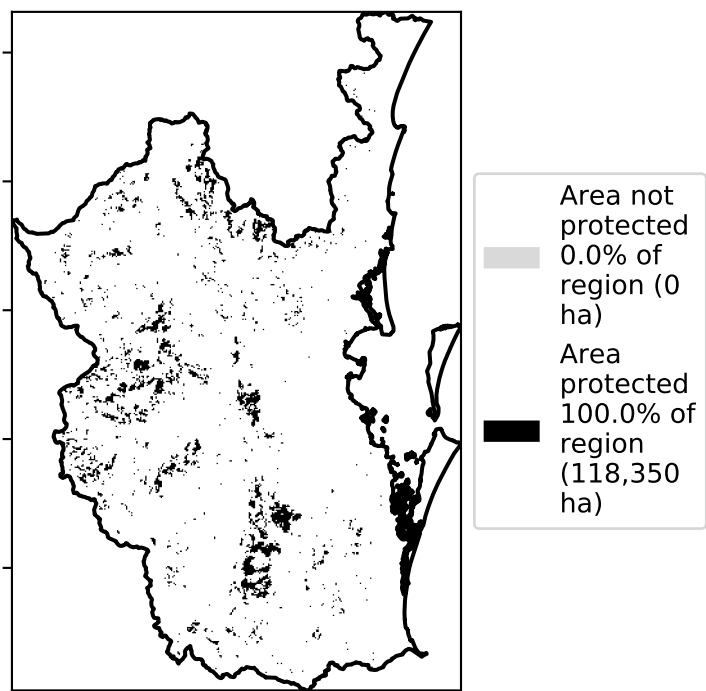 Area not
protected
0.0% of
region (0
ha)
Area
protected
100.0% of
region
(118,350
ha)